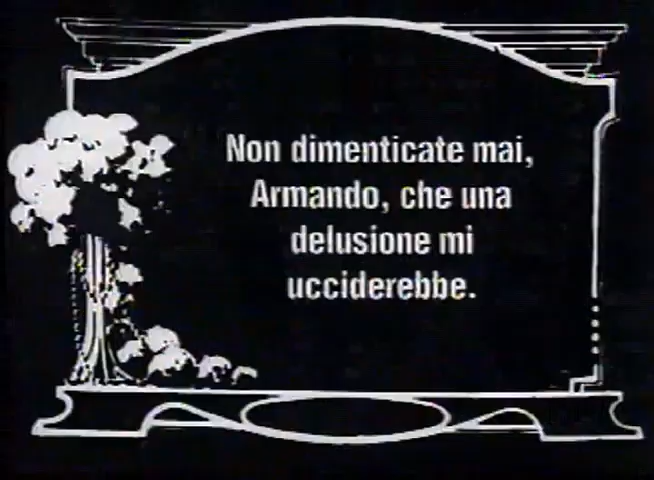 Non dimenticate mai,
Armando, che una
delusione mi
ucciderebbe.